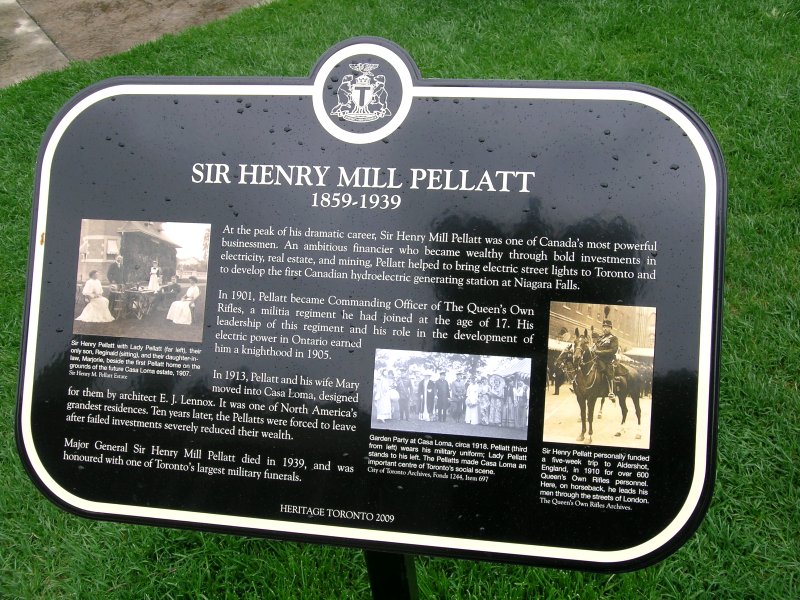 T
SIR HENRY MILL PELLATT
1859-1939
At the peak of his dramatic career, Sir Henry Mill Pellatt was one of Canada's most powerful
businessmen. An ambitious financier who became wealthy through bold investments in
electricity, real estate, and mining, Pellatt helped to bring electric street lights to Toronto and
to develop the first Canadian hydroelectric generating station at Niagara Falls.
In 1901, Pellatt became Commanding Officer of The Queen's Own
Rifles, a militia regiment he had joined at the age of 17. His
leadership of this regiment and his role in the development of
electric power in Ontario earned
him a knighthood in 1905.
In 1913, Pellatt and his wife Mary
moved into Casa Loma, designed
for them by architect E. J. Lennox. It was one of North America's
grandest residences. Ten years later, the Pellatts were forced to leave
after failed investments severely reduced their wealth.
Major General Sir Henry Mill Pellatt died in 1939, and was
honoured with one of Toronto's largest military funerals.
Sir Henry Pellatt with Lady Pellatt (far left), their
only son, Reginald (sitting), and their daughter-in-
law, Marjorie, beside the first Pellatt home on the
grounds of the future Casa Loma estate, 1907.
Sir Henry M. Pellatt Estate
Garden Party at Casa Loma, circa 1918. Pellatt (third
from left) wears his military uniform; Lady Pellatt
stands to his left. The Pellatts made Casa Loma an
important centre of Toronto's social scene.
City of Toronto Archives, Fonds 1244, Item 697
Sir Henry Pellatt personally funded
a five-week trip to Aldershot,
England, in 1910 for over 600
Queen's Own Rifles personnel.
Here, on horseback, he leads his
men through the streets of London.
The Queen's Own Rifles Archives.
HERITAGE TORONTO 2009